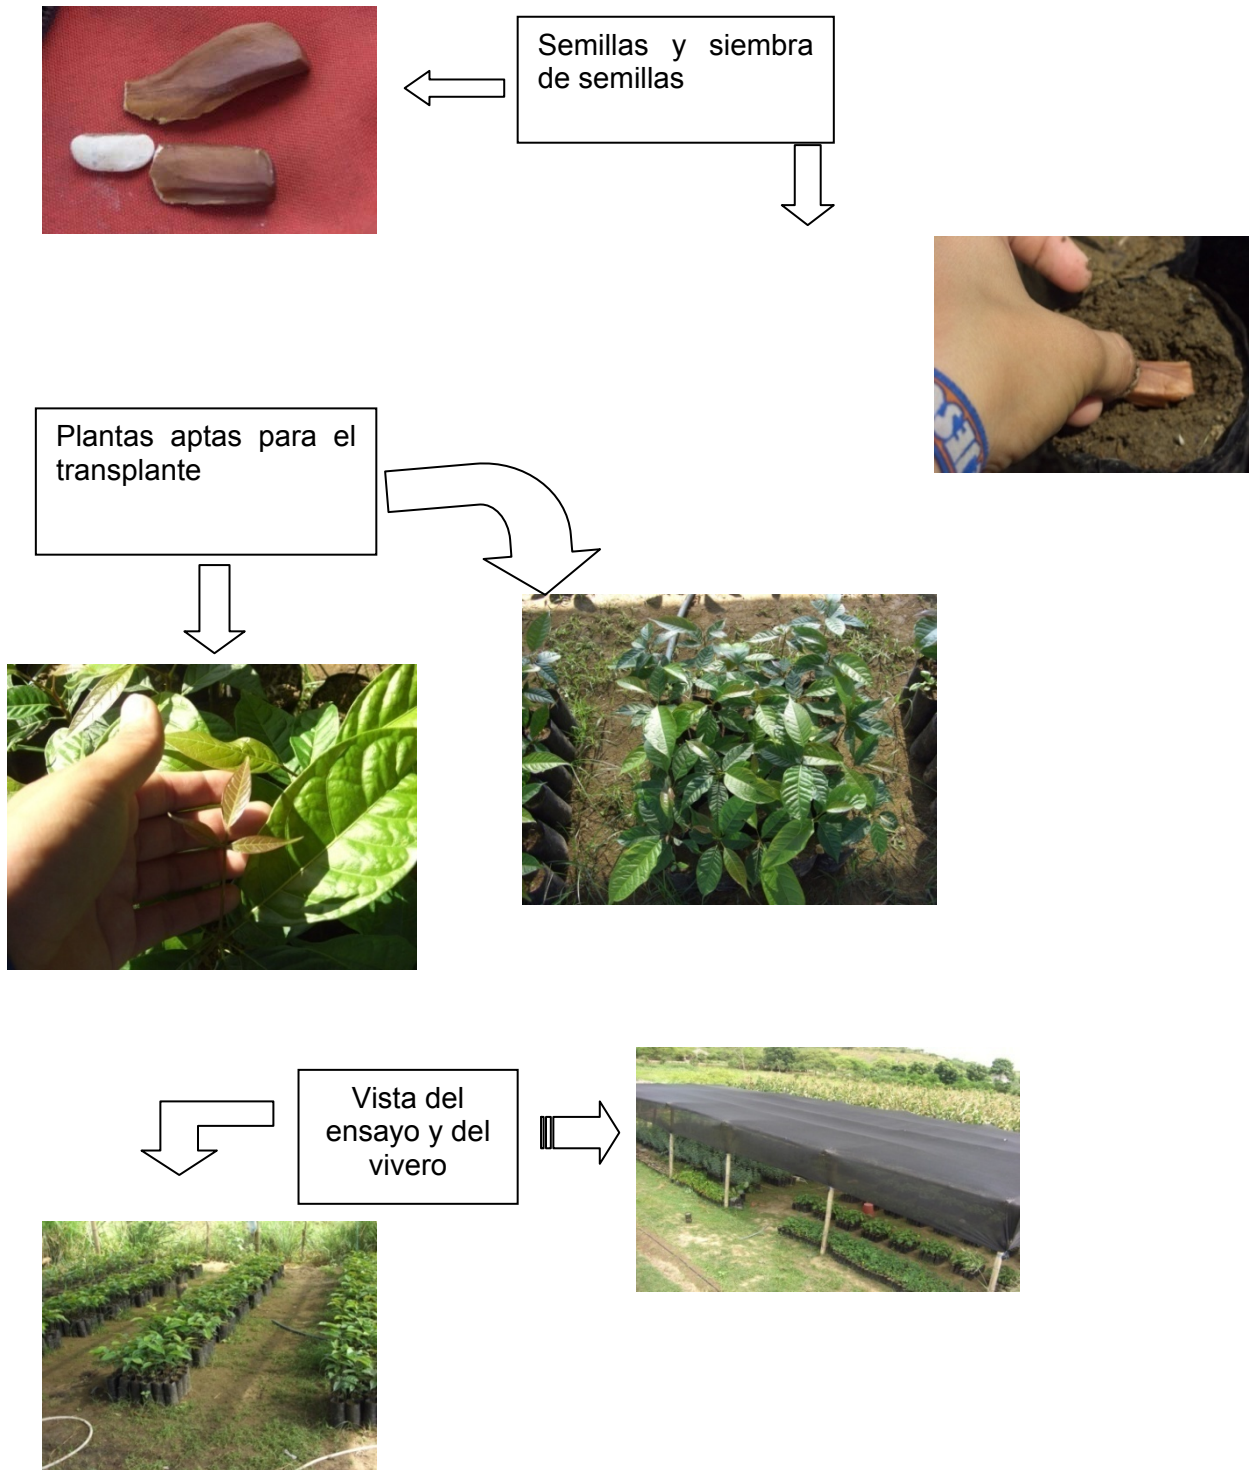 Semillas y siembra
de semillas
Plantas aptas para el
transplante
Vista del
ensayo y del
vivero